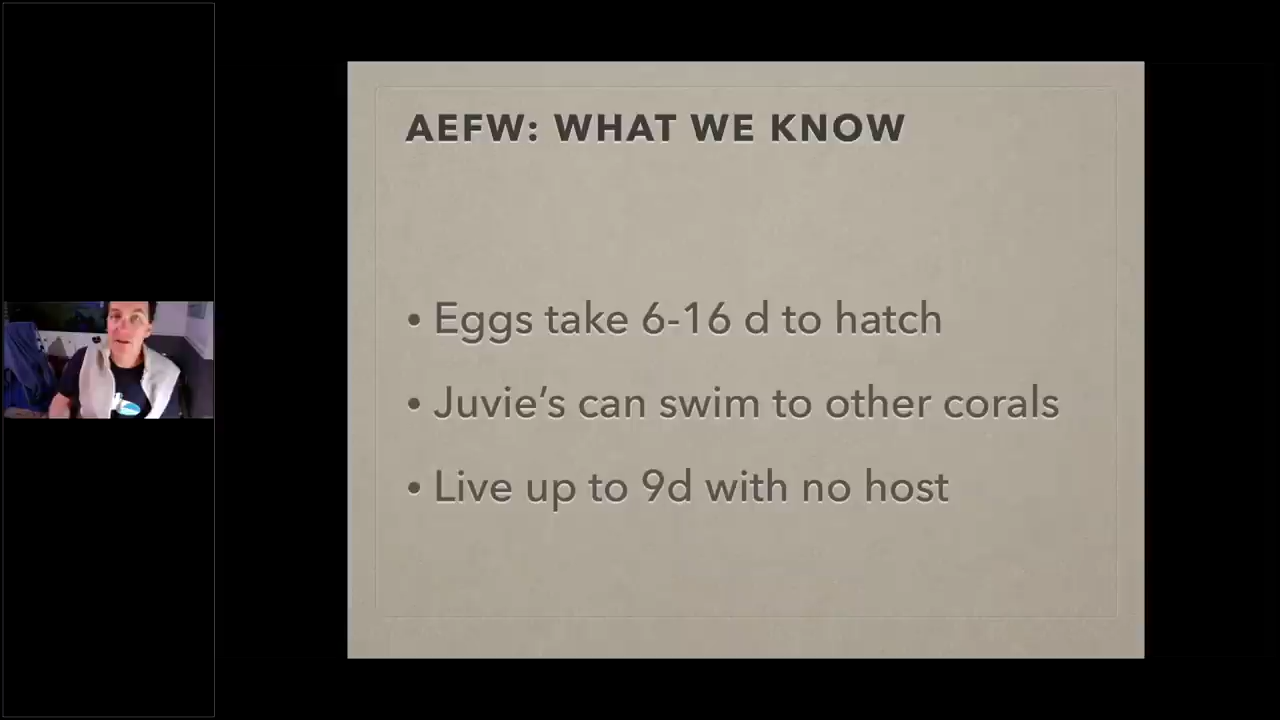 AEFW: WHAT WE KNOW
• Eggs take 6-16 d to hatch
• Juvie’s can swim to other corals
• Live up to 9d with no host